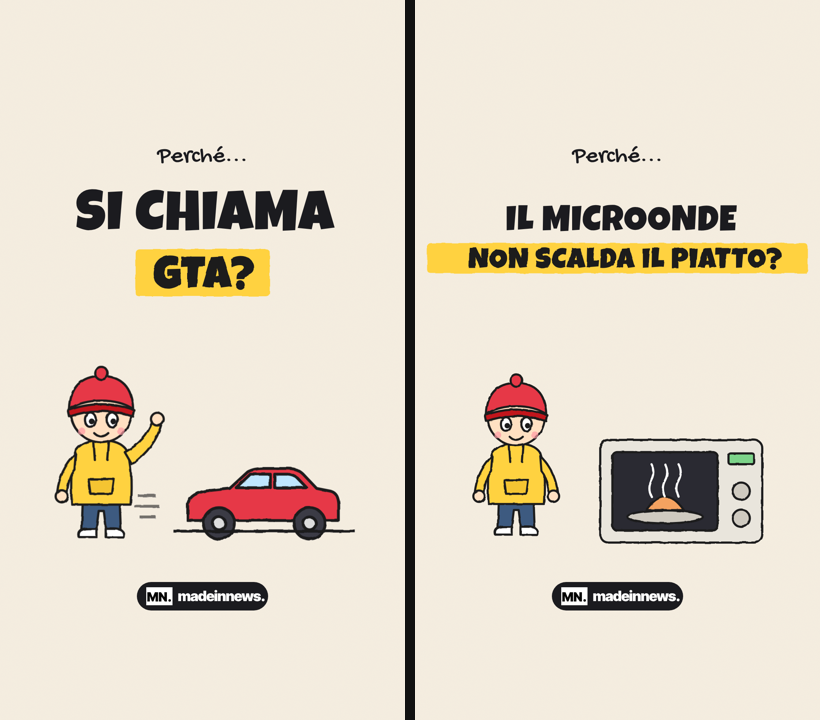 Perché...
SI CHIAMA
GTA?
MN. madeinnews.
Perché...
IL MICROONDE
NON SCALDA IL PIATTO?
MN. madeinnews.